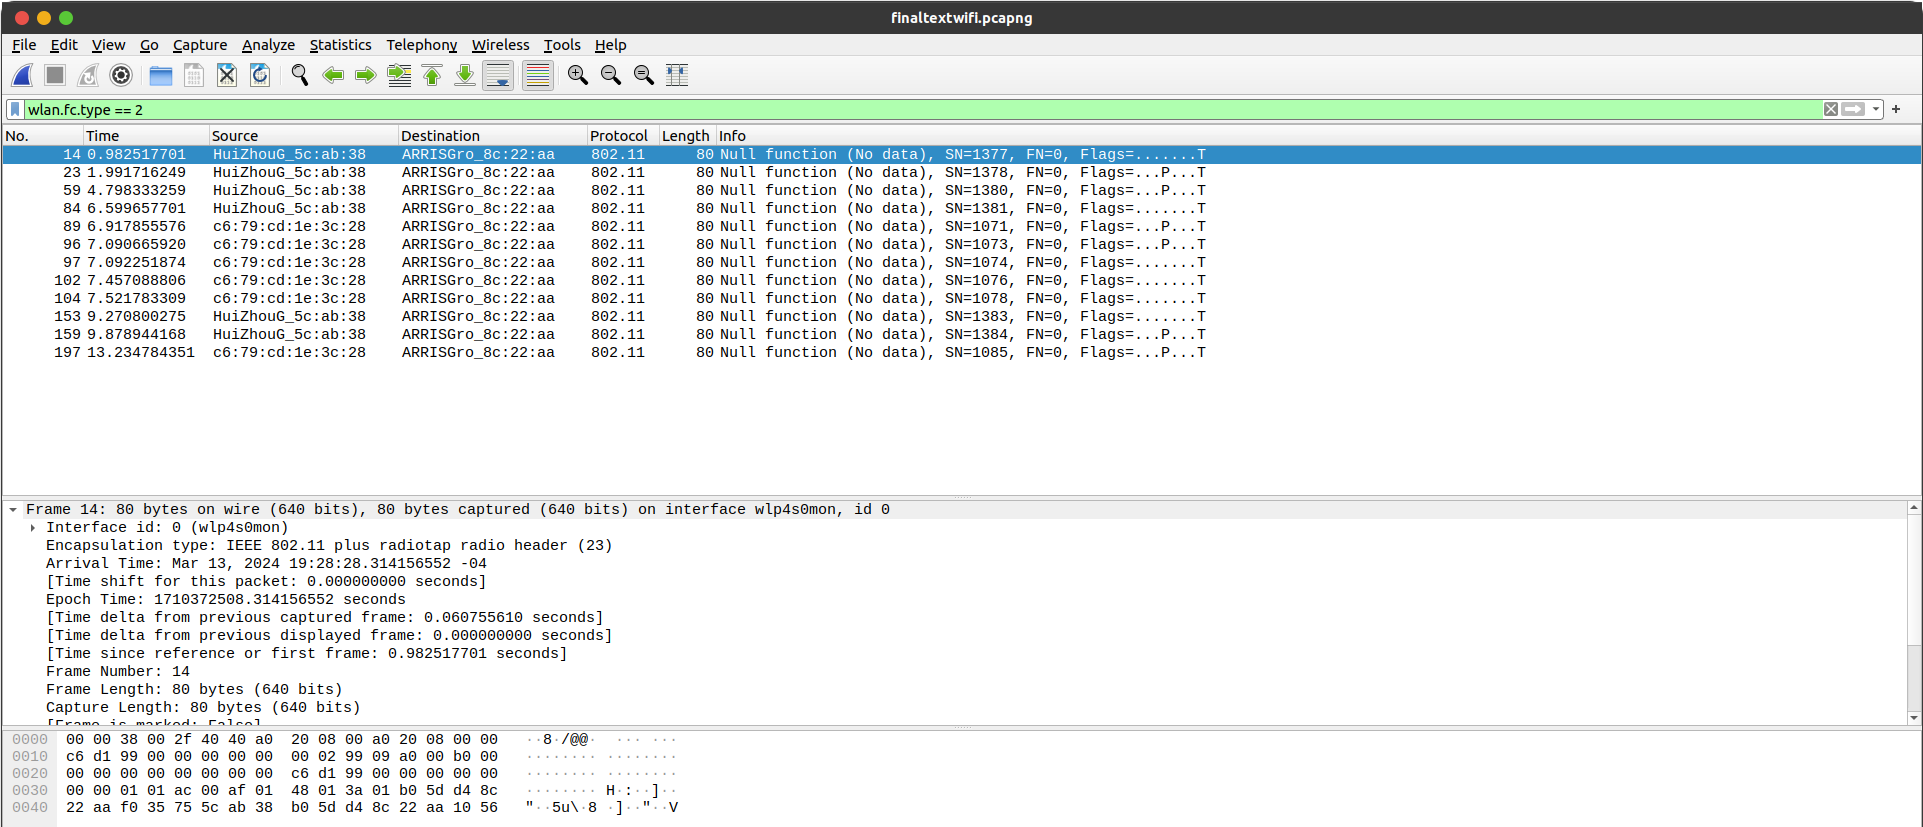 finaltextwifi.pcapng
File Edit View Go Capture Analyze Statistics Telephony Wireless Tools Help
wlan.fc.type == 2
No. Time Source Destination Protocol Length Info
14 0.982517701 HuiZhouG_5c:ab:38 ARRISGro_8c:22:aa 802.11 80 Null function (No data), SN=1377, FN=0, Flags=.......T
23 1.991716249 HuiZhouG_5c:ab:38 ARRISGro_8c:22:aa 802.11 80 Null function (No data), SN=1378, FN=0, Flags=...P...T
59 4.798333259 HuiZhouG_5c:ab:38 ARRISGro_8c:22:aa 802.11 80 Null function (No data), SN=1380, FN=0, Flags=...P...T
84 6.599657701 HuiZhouG_5c:ab:38 ARRISGro_8c:22:aa 802.11 80 Null function (No data), SN=1381, FN=0, Flags=.......T
89 6.917855576 c6:79:cd:1e:3c:28 ARRISGro_8c:22:aa 802.11 80 Null function (No data), SN=1071, FN=0, Flags=...P...T
96 7.090665920 c6:79:cd:1e:3c:28 ARRISGro_8c:22:aa 802.11 80 Null function (No data), SN=1073, FN=0, Flags=...P...T
97 7.092251874 c6:79:cd:1e:3c:28 ARRISGro_8c:22:aa 802.11 80 Null function (No data), SN=1074, FN=0, Flags=.......T
102 7.457088806 c6:79:cd:1e:3c:28 ARRISGro_8c:22:aa 802.11 80 Null function (No data), SN=1076, FN=0, Flags=.......T
104 7.521783309 c6:79:cd:1e:3c:28 ARRISGro_8c:22:aa 802.11 80 Null function (No data), SN=1078, FN=0, Flags=.......T
153 9.270800275 HuiZhouG_5c:ab:38 ARRISGro_8c:22:aa 802.11 80 Null function (No data), SN=1383, FN=0, Flags=.......T
159 9.878944168 HuiZhouG_5c:ab:38 ARRISGro_8c:22:aa 802.11 80 Null function (No data), SN=1384, FN=0, Flags=...P...T
197 13.234784351 c6:79:cd:1e:3c:28 ARRISGro_8c:22:aa 802.11 80 Null function (No data), SN=1085, FN=0, Flags=...P...T
Frame 14: 80 bytes on wire (640 bits), 80 bytes captured (640 bits) on interface wlp4s0mon, id 0
Interface id: 0 (wlp4s0mon)
Encapsulation type: IEEE 802.11 plus radiotap radio header (23)
Arrival Time: Mar 13, 2024 19:28:28.314156552 -04
[Time shift for this packet: 0.000000000 seconds]
Epoch Time: 1710372508.314156552 seconds
[Time delta from previous captured frame: 0.060755610 seconds]
[Time delta from previous displayed frame: 0.000000000 seconds]
[Time since reference or first frame: 0.982517701 seconds]
Frame Number: 14
Frame Length: 80 bytes (640 bits)
Capture Length: 80 bytes (640 bits)
[Frame is marked: False]
0000 00 00 38 00 2f 40 40 a0 20 08 00 a0 20 08 00 00 ··8·/@@· ··· ···
0010 c6 d1 99 00 00 00 00 00 00 02 99 09 a0 00 b0 00 ········ ········
0020 00 00 00 00 00 00 00 00 c6 d1 99 00 00 00 00 00 ········ ········
0030 00 00 01 01 ac 00 af 01 48 01 3a 01 b0 5d d4 8c ········ H·:··]··
0040 22 aa f0 35 75 5c ab 38 b0 5d d4 8c 22 aa 10 56 "··5u\·8 ·]··"··V